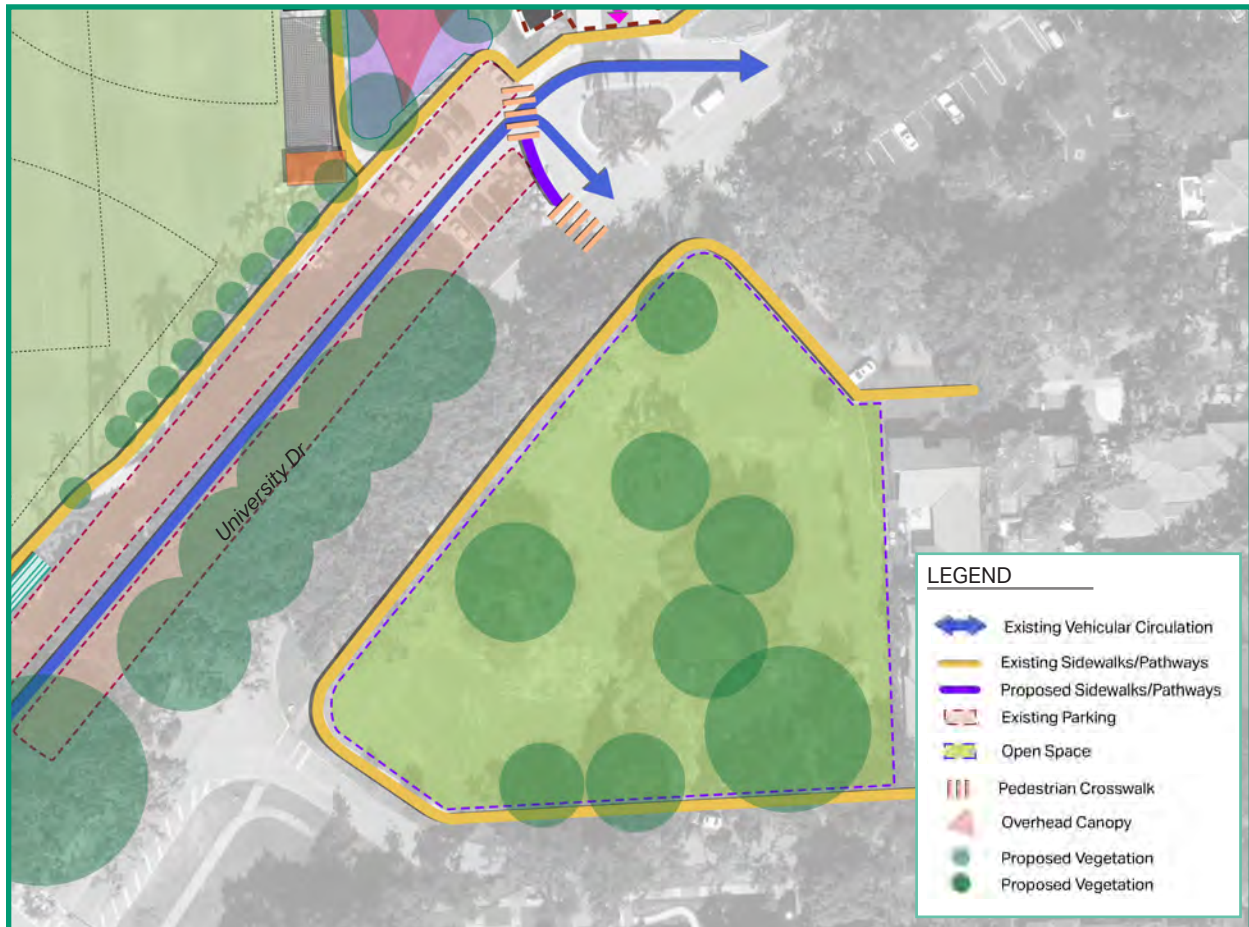 University Dr
LEGEND
Existing Vehicular Circulation
Existing Sidewalks/Pathways
Proposed Sidewalks/Pathways
Existing Parking
Open Space
Pedestrian Crosswalk
Overhead Canopy
Proposed Vegetation
Proposed Vegetation